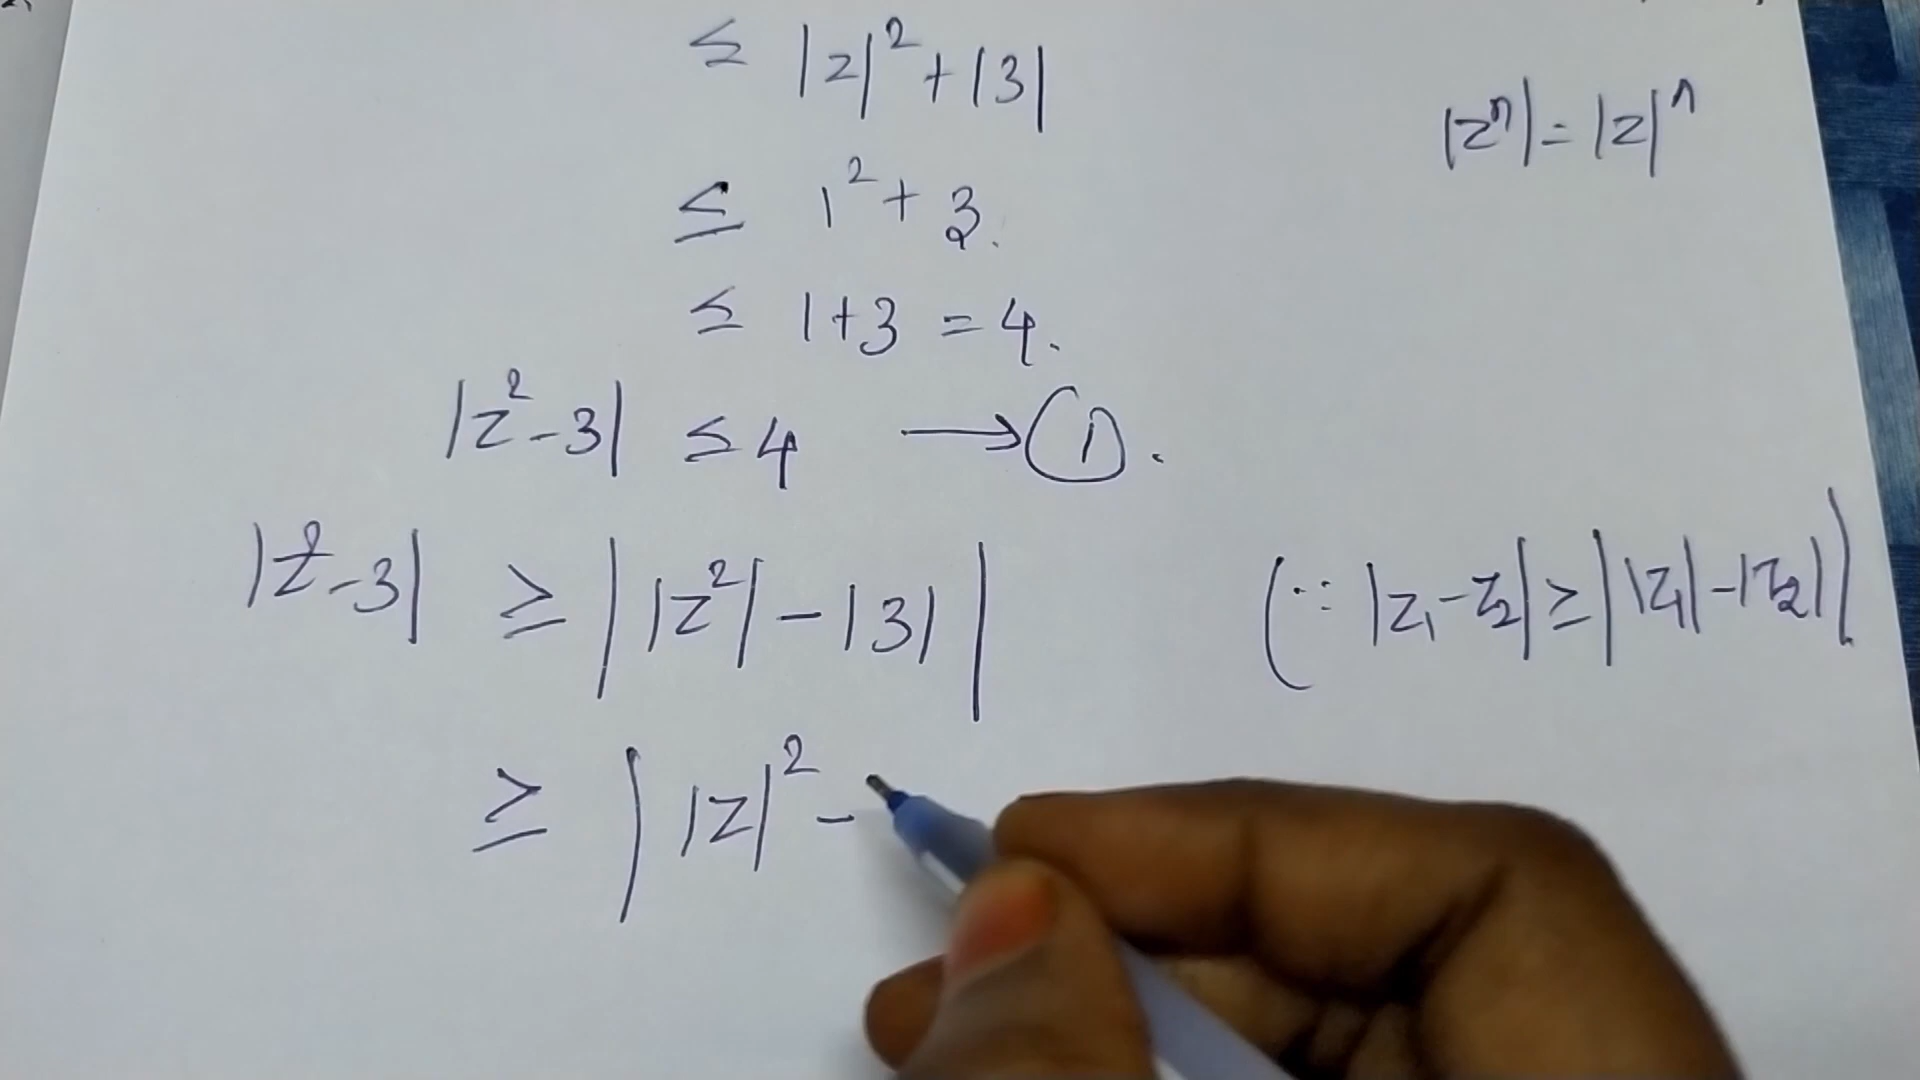 ≤ |z|² + |3|
|zⁿ| = |z|ⁿ
≤ 1² + 3.
≤ 1+3 = 4.
|z² - 3| ≤ 4 → ①.
|z² - 3| ≥ | |z²| - |3| | (∵ |z₁ - z₂| ≥ | |z₁| - |z₂| |
≥ | |z|² -